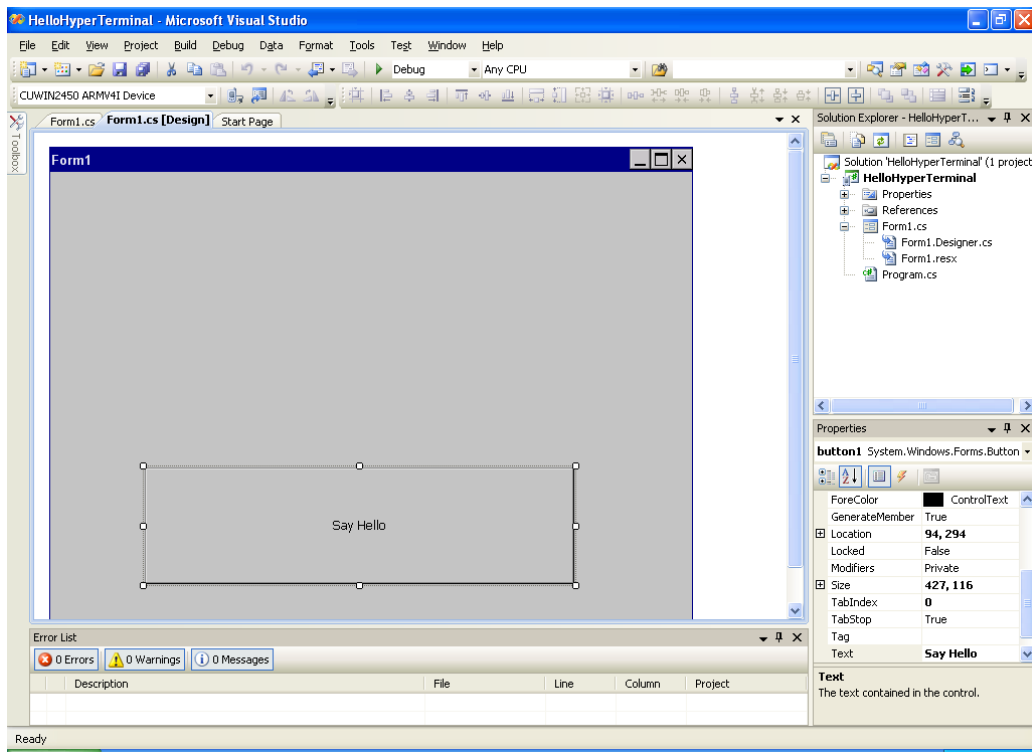 HelloHyperTerminal - Microsoft Visual Studio
File Edit View Project Build Debug Data Format Tools Test Window Help
Debug Any CPU
CUWIN2450 ARMV4I Device
Toolbox
Form1.cs Form1.cs [Design] Start Page
Form1
Say Hello
Solution Explorer - HelloHyperT...
Solution 'HelloHyperTerminal' (1 project
HelloHyperTerminal
Properties
References
Form1.cs
Form1.Designer.cs
Form1.resx
Program.cs
Properties
button1 System.Windows.Forms.Button
ForeColor ControlText
GenerateMember True
Location 94, 294
Locked False
Modifiers Private
Size 427, 116
TabIndex 0
TabStop True
Tag
Text Say Hello
Text
The text contained in the control.
Error List
0 Errors 0 Warnings 0 Messages
Description File Line Column Project
Ready